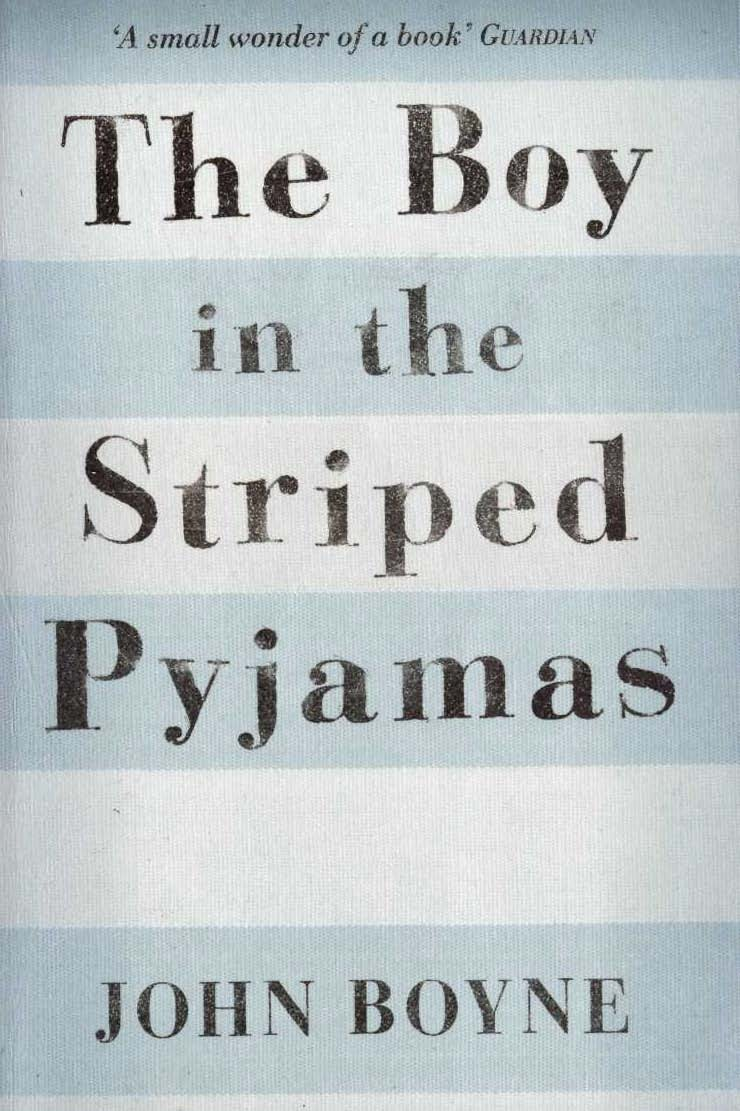 ‘A small wonder of a book’ GUARDIAN
The Boy
in the
Striped
Pyjamas
JOHN BOYNE